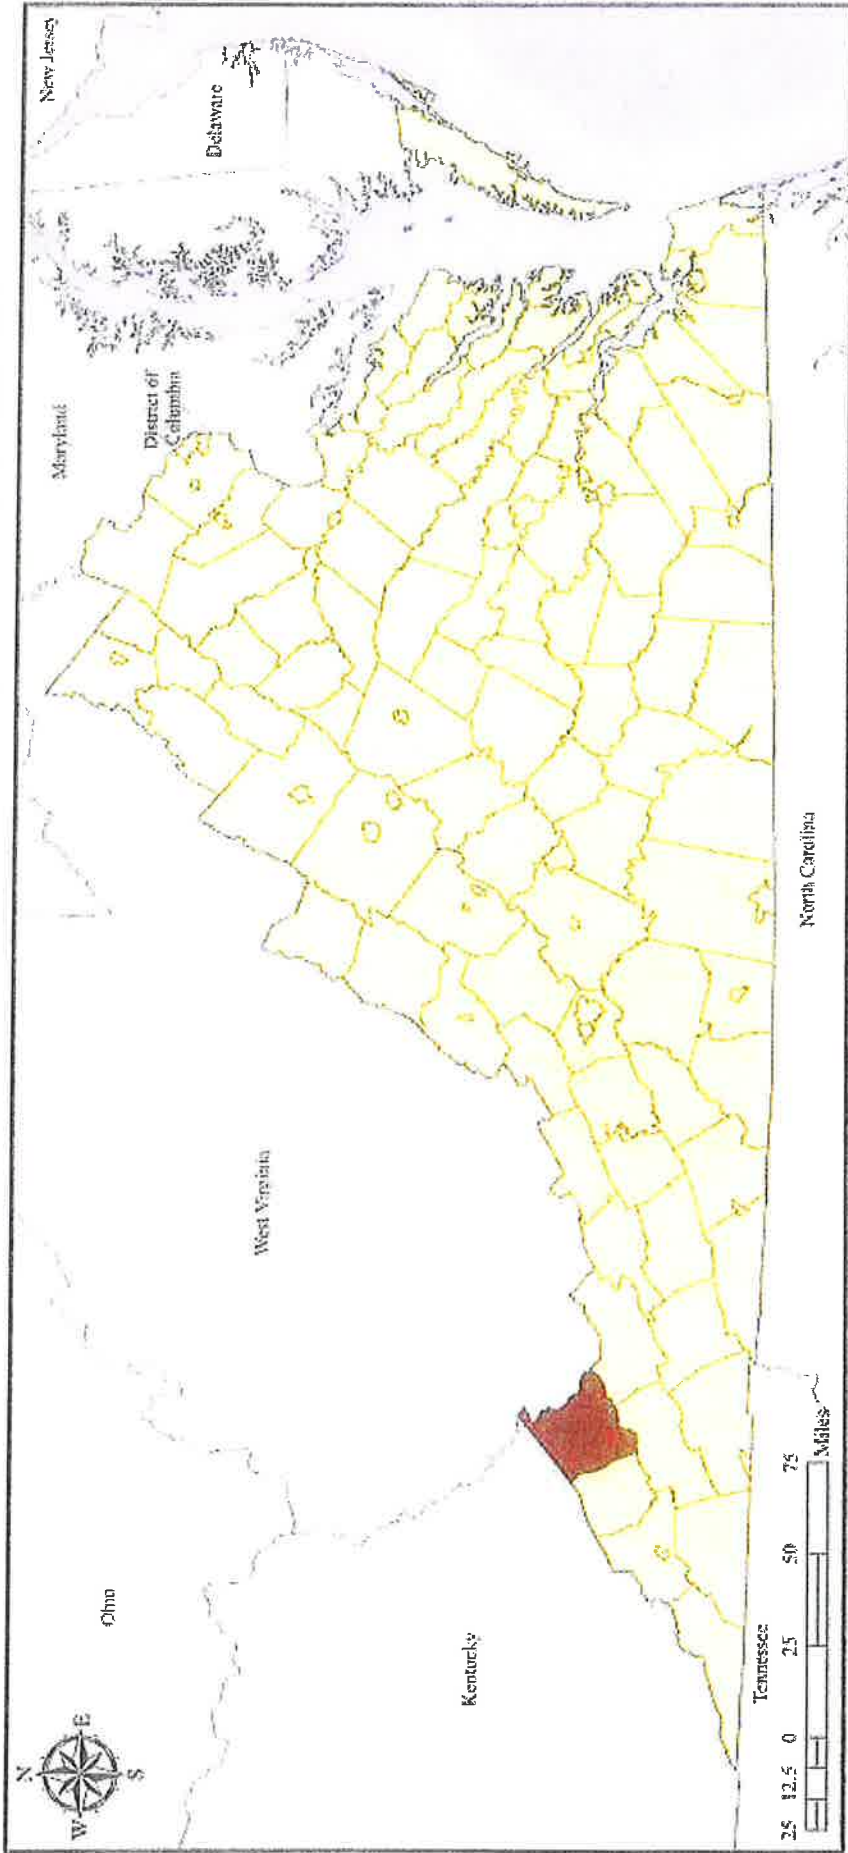 N
W
E
S
Ohio
Kentucky
West Virginia
Maryland
District of
Columbia
New Jersey
Delaware
Tennessee
North Carolina
25 12.5 0 25 50 75
Miles